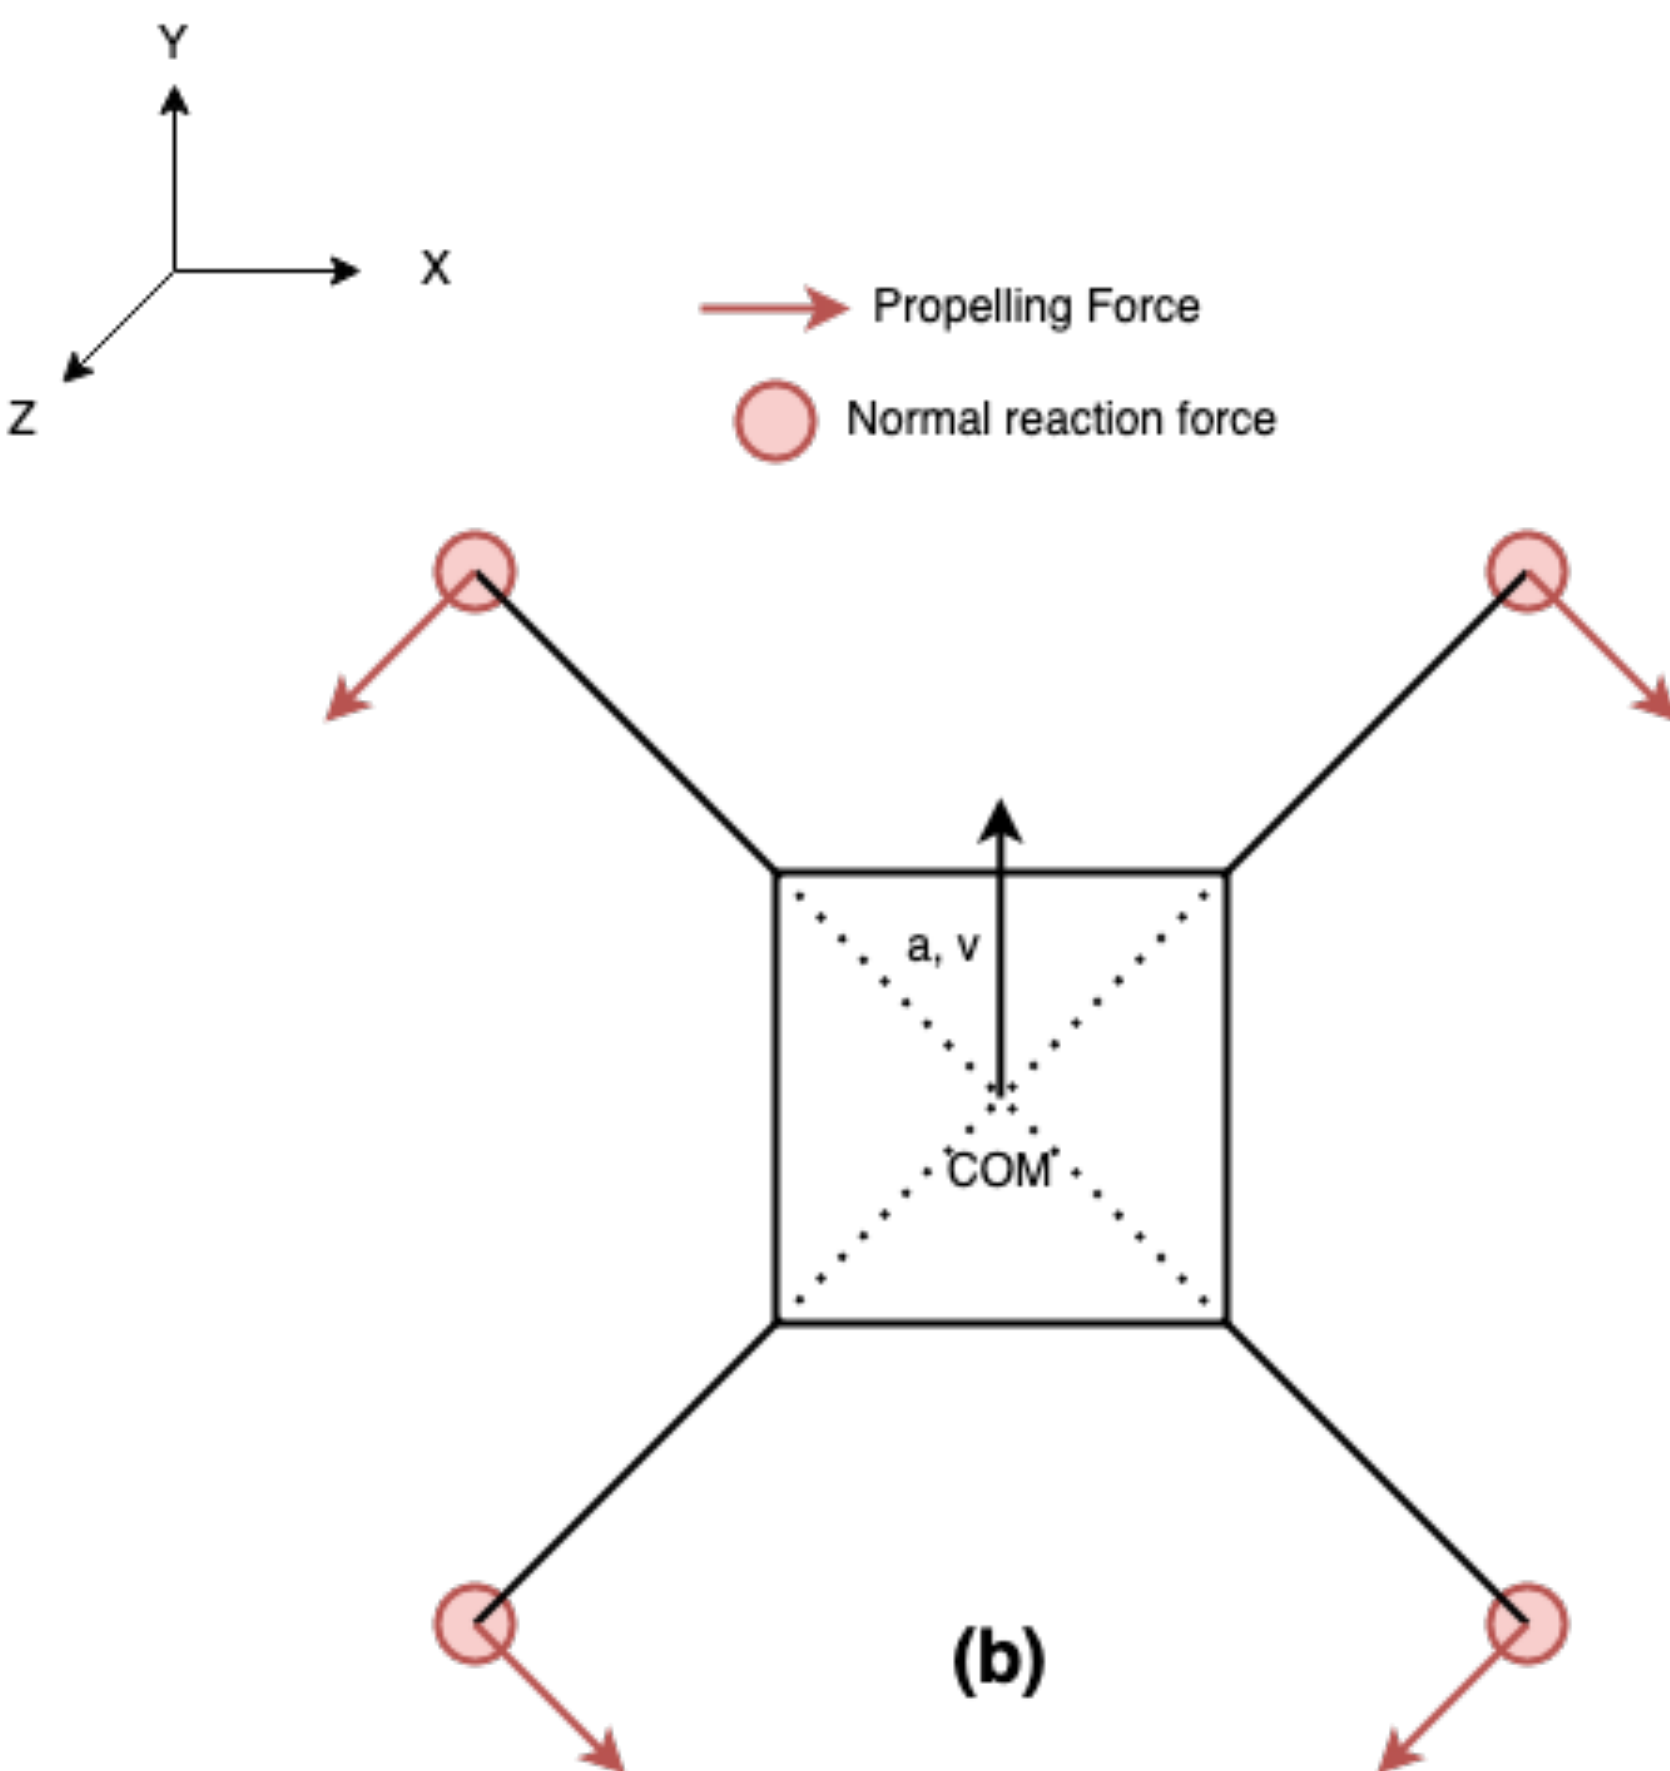 Y
X
Z
Propelling Force
Normal reaction force
a, v
COM
(b)